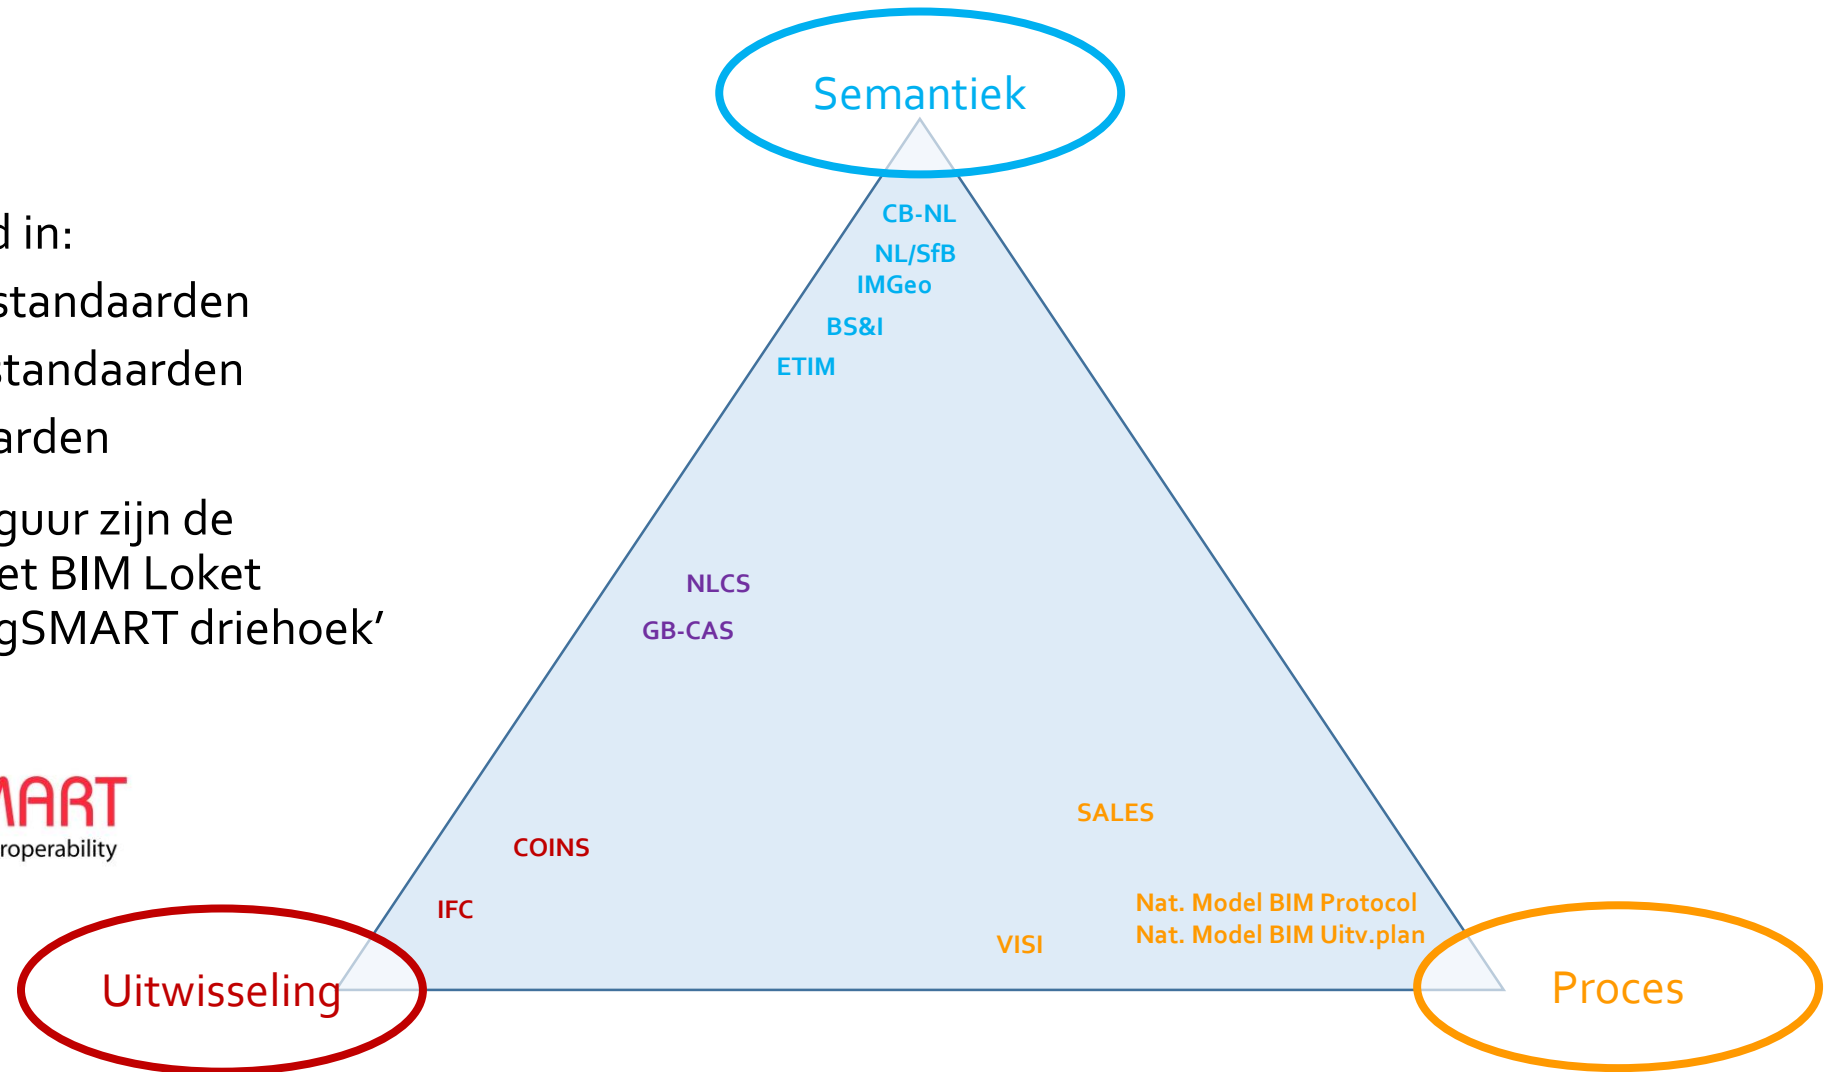 Semantiek
d in:
standaarden
standaarden
arden
guur zijn de
et BIM Loket
gSMART driehoek’
MART
roperability
CB-NL
NL/SfB
IMGeo
BS&I
ETIM
NLCS
GB-CAS
SALES
COINS
IFC
Nat. Model BIM Protocol
Nat. Model BIM Uitv.plan
VISI
Uitwisseling
Proces